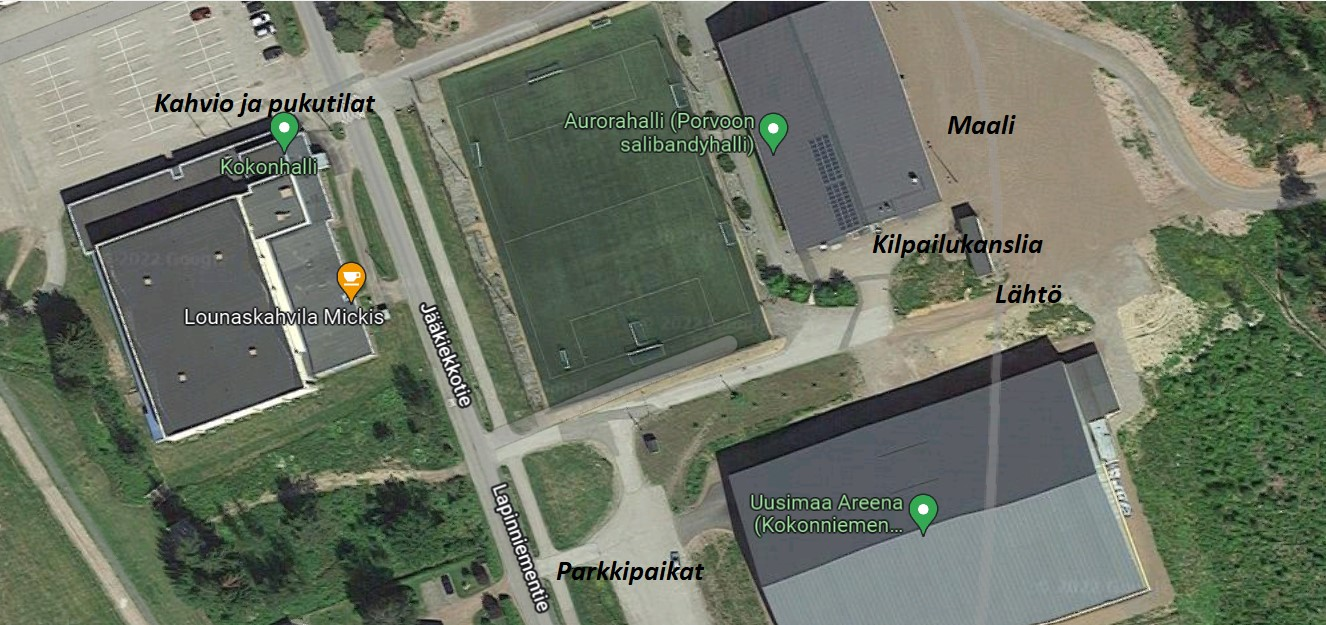 Kahvio ja pukutilat
Kokonhalli
Lounaskahvila Mickis
Jääkiekkotie
Aurorahalli (Porvoon
salibandyhalli)
Maali
Kilpailukanslia
Lähtö
Uusimaa Areena
(Kokonniemen...
Lapinniementie
Parkkipaikat